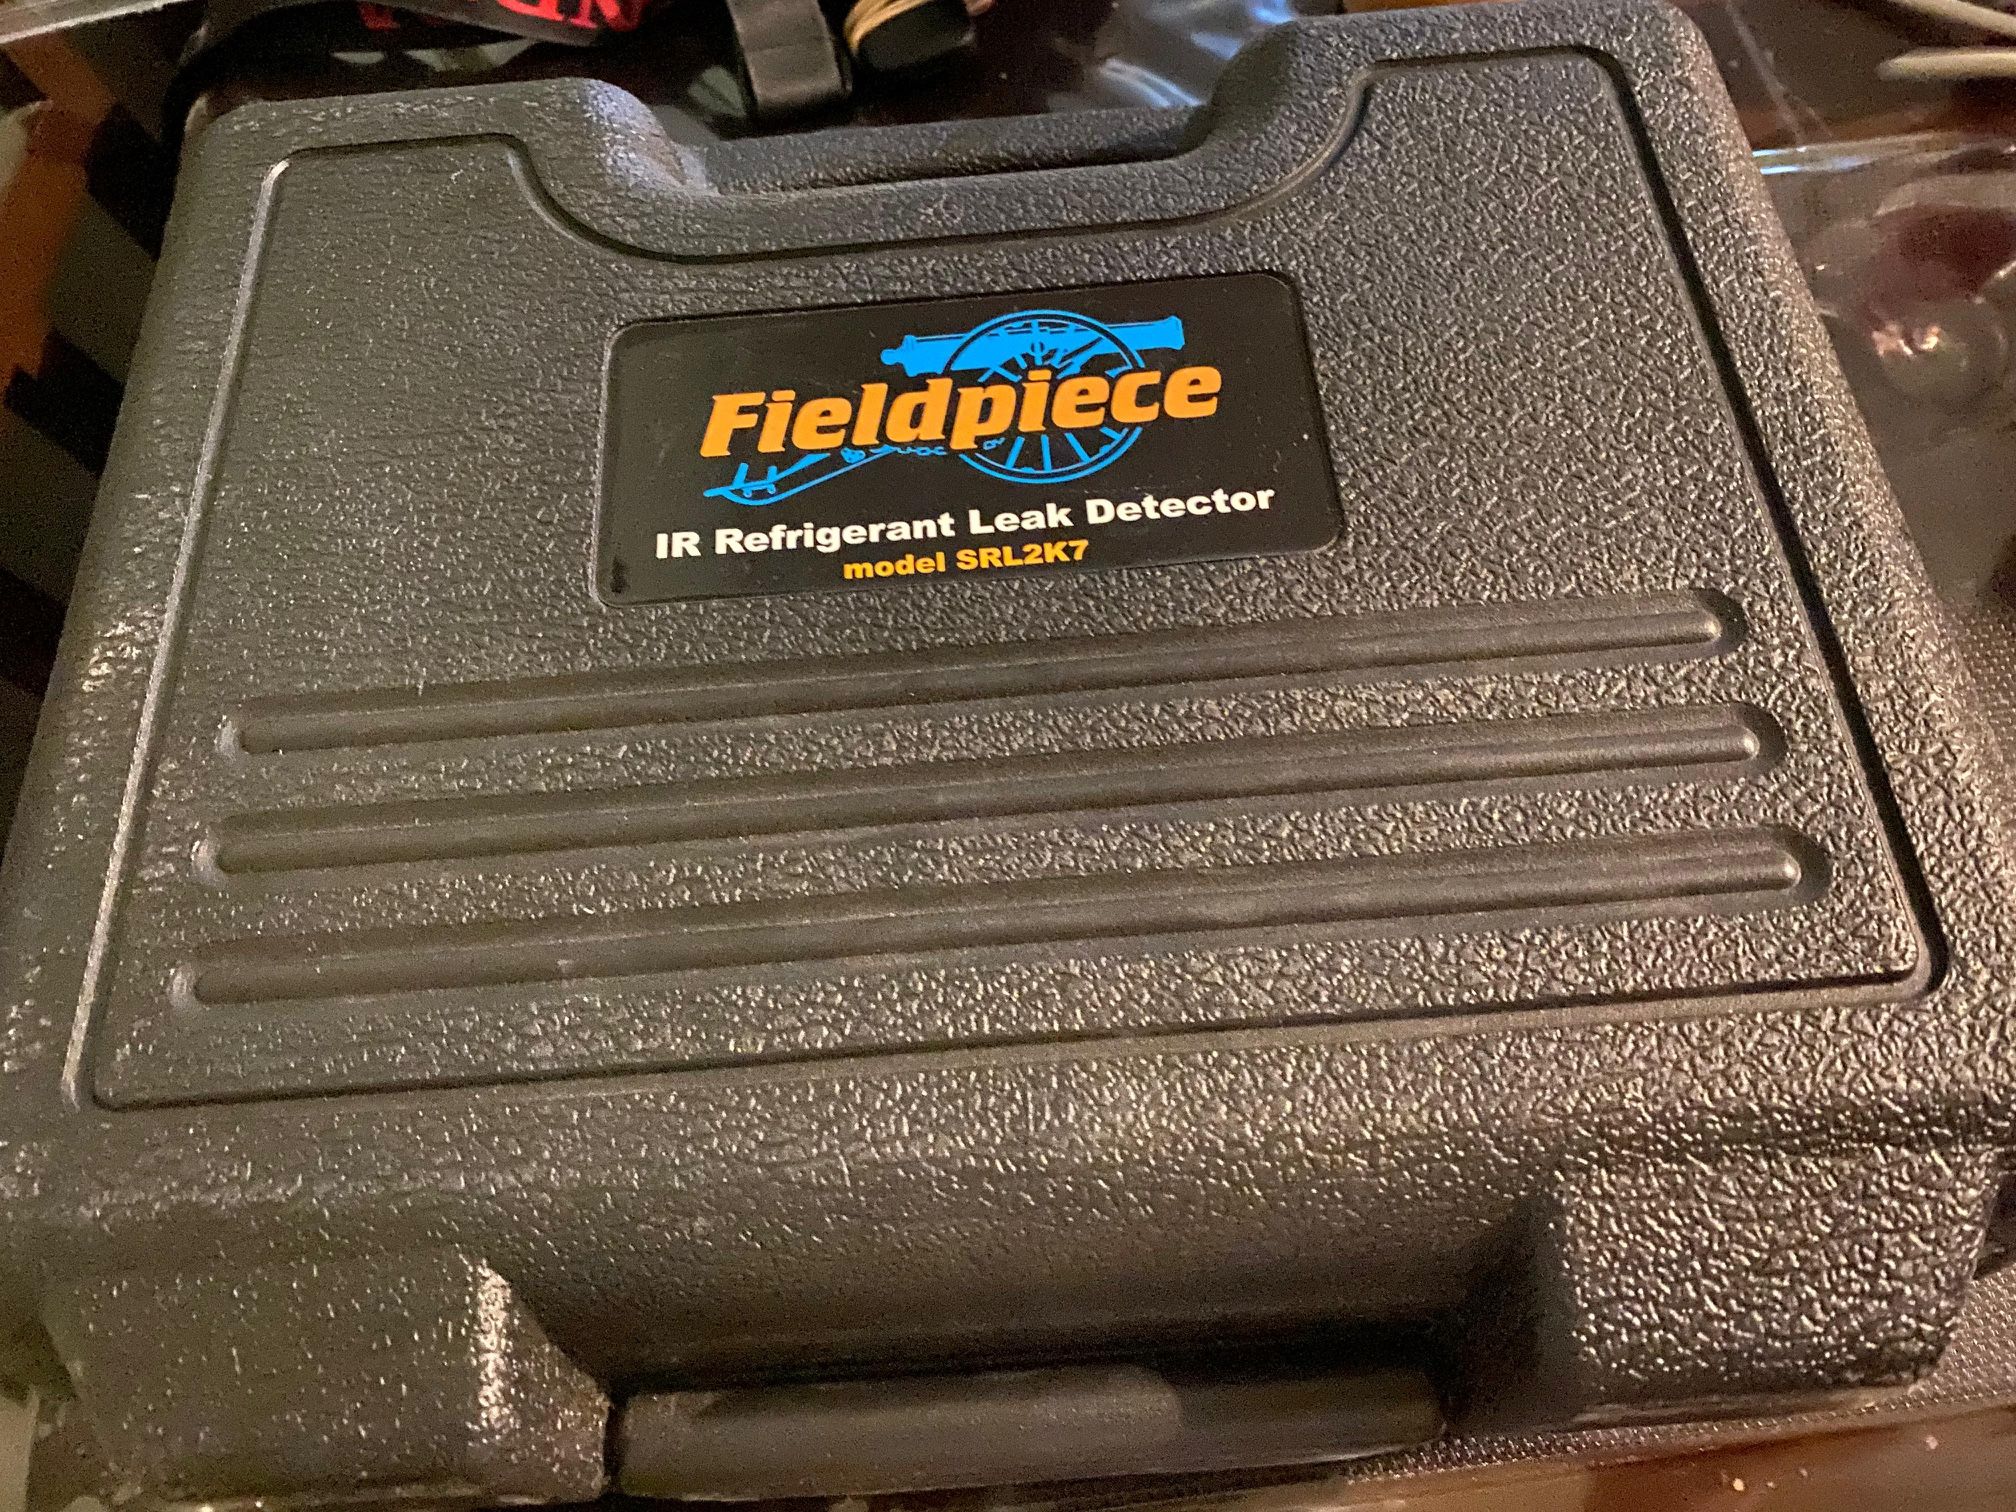 Fieldpiece
IR Refrigerant Leak Detector
model SRL2K7